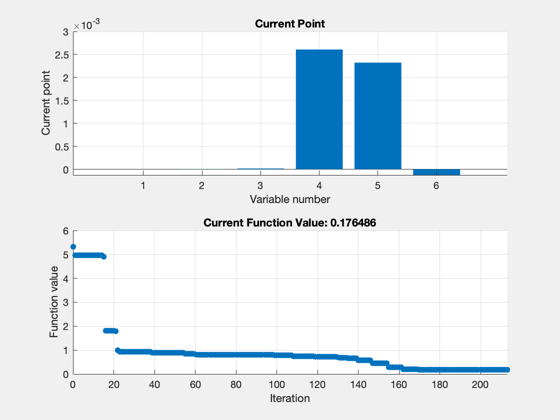 ×10⁻³
Current Point
3
2.5
2
1.5
1
0.5
0
Current point
1 2 3 4 5 6
Variable number
Current Function Value: 0.176486
6
5
4
3
2
1
0
Function value
0 20 40 60 80 100 120 140 160 180 200
Iteration